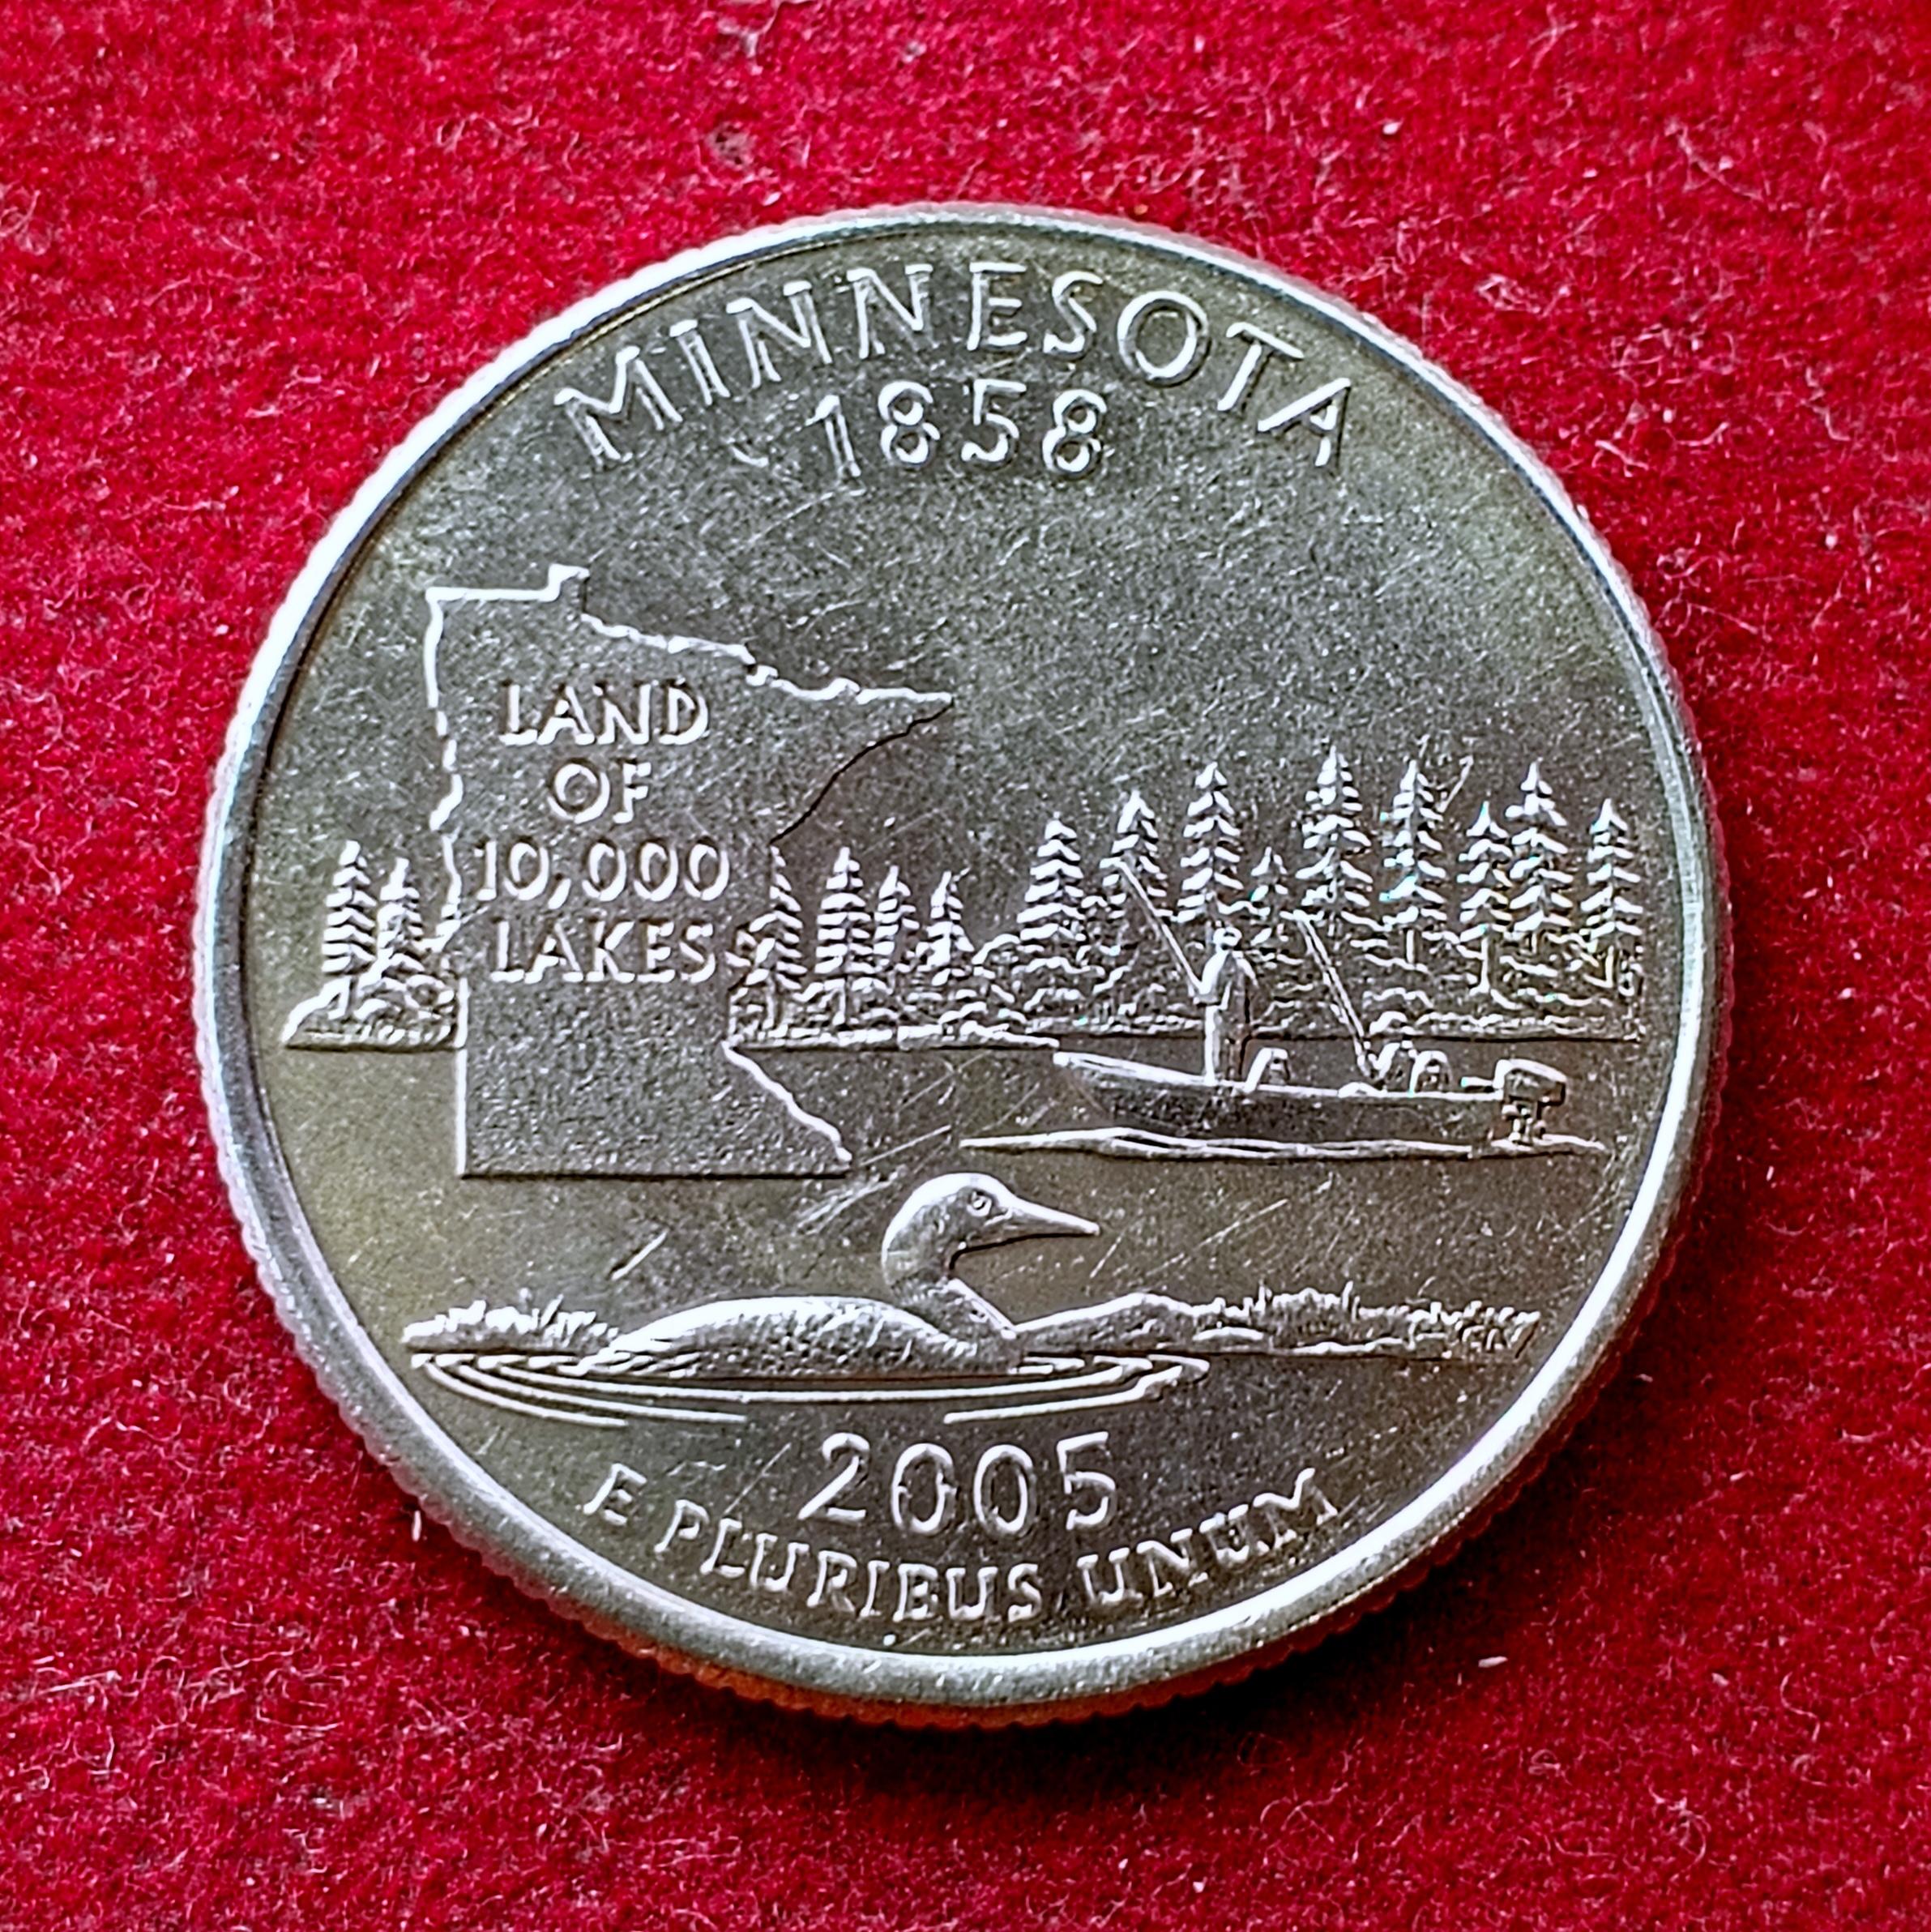 MINNESOTA
1858
LAND
OF
10,000
LAKES
2005
E PLURIBUS UNUM